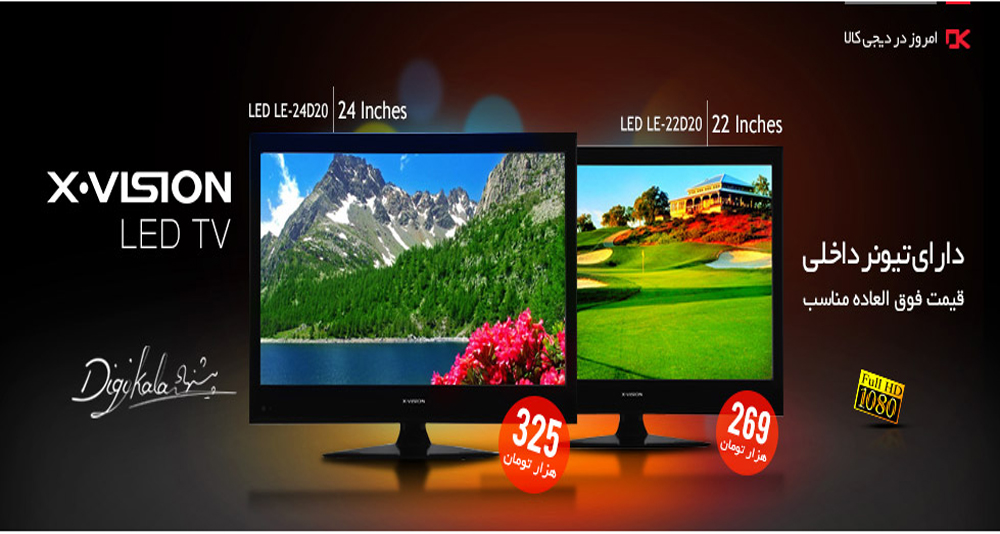 امروز در دیجی کالا
LED LE-24D20 | 24 Inches
LED LE-22D20 | 22 Inches
X·VISION
LED TV
دارای تیونر داخلی
قیمت فوق العاده مناسب
Digikala
Full HD
1080
X·VISION
X·VISION
325
هزار تومان
269
هزار تومان